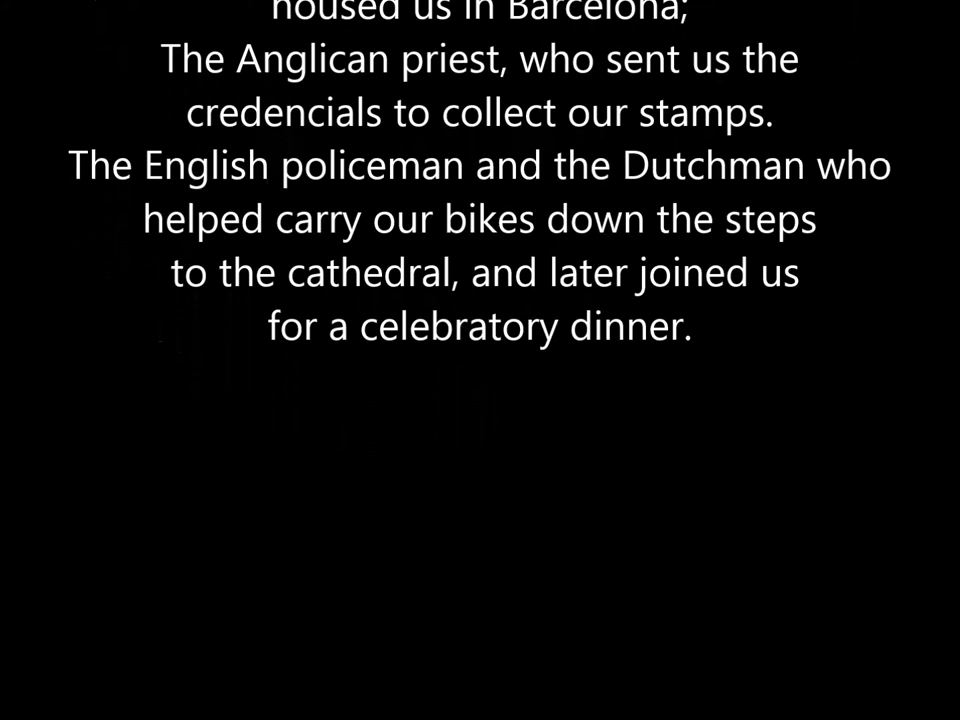 housed us in Barcelona;
The Anglican priest, who sent us the
credencials to collect our stamps.
The English policeman and the Dutchman who
helped carry our bikes down the steps
to the cathedral, and later joined us
for a celebratory dinner.